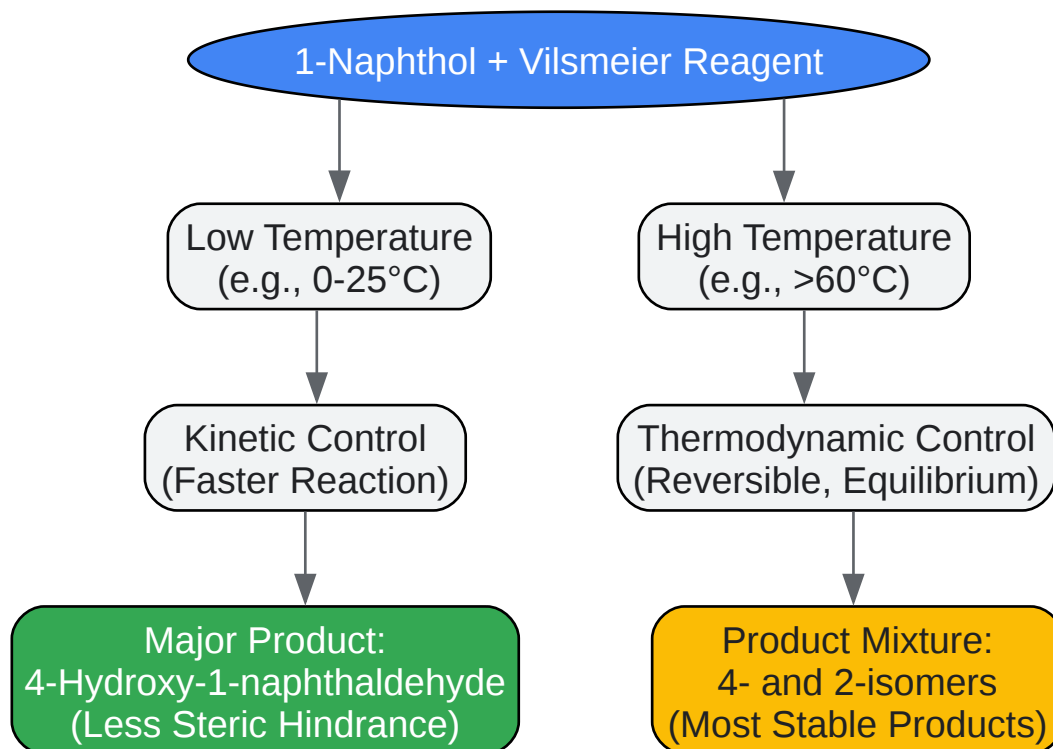 1-Naphthol + Vilsmeier Reagent
Low Temperature
(e.g., 0-25°C)
High Temperature
(e.g., >60°C)
Kinetic Control
(Faster Reaction)
Thermodynamic Control
(Reversible, Equilibrium)
Major Product:
4-Hydroxy-1-naphthaldehyde
(Less Steric Hindrance)
Product Mixture:
4- and 2-isomers
(Most Stable Products)